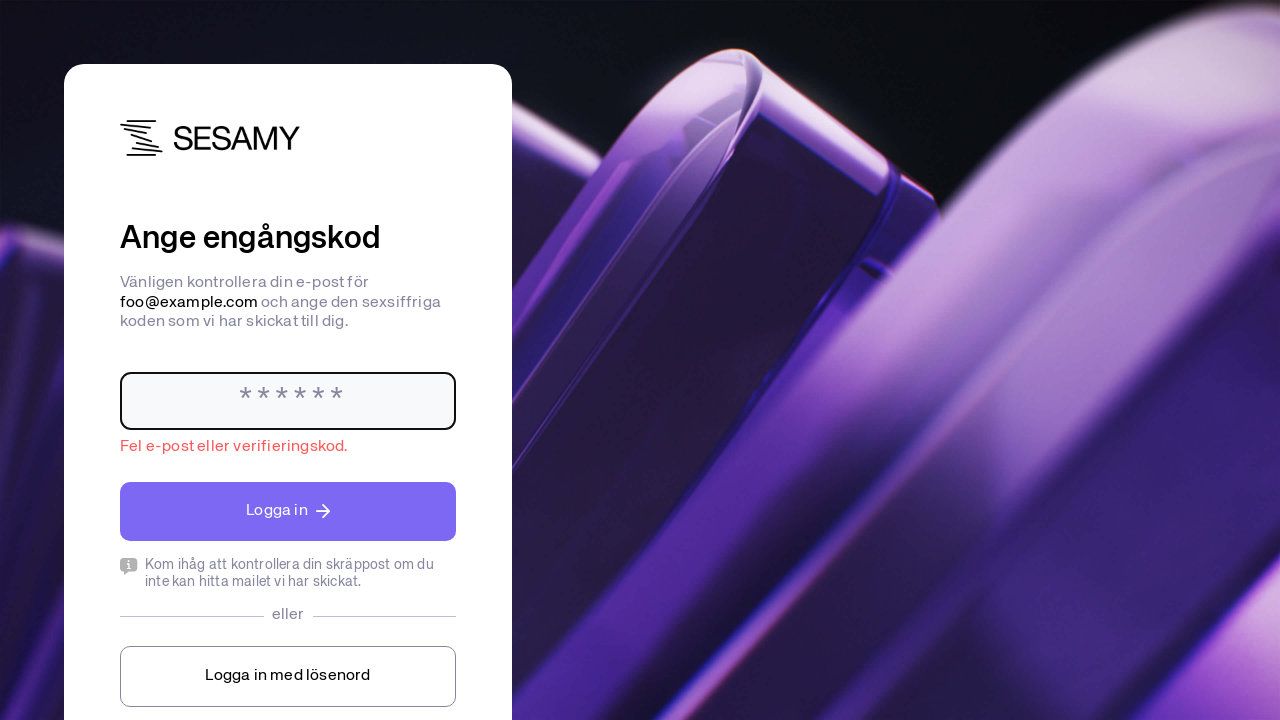 SESAMY
Ange engångskod
Vänligen kontrollera din e-post för
foo@example.com och ange den sexsiffriga
koden som vi har skickat till dig.
******
Fel e-post eller verifieringskod.
Logga in
Kom ihåg att kontrollera din skräppost om du
inte kan hitta mailet vi har skickat.
eller
Logga in med lösenord